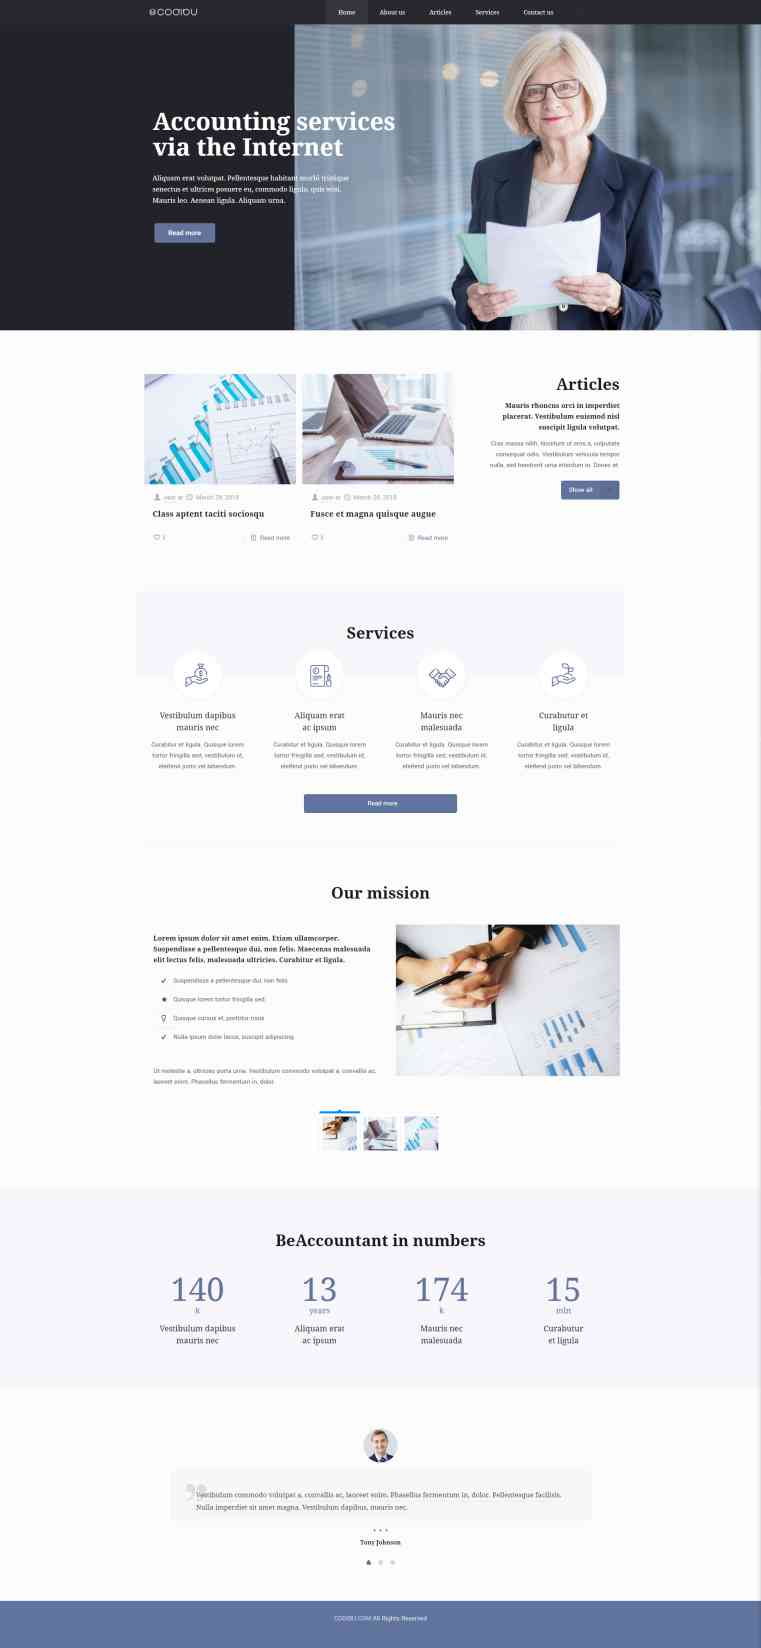 CODIBU
Home
About us
Articles
Services
Contact us
Accounting services
via the Internet
Aliquam erat volutpat. Pellentesque habitant morbi tristique
senectus et ultrices posuere eu, commodo ligula, quis wisi.
Mauris leo. Aenean ligula. Aliquam urna.
Read more
Articles
Mauris rhoncus orci in imperdiet
placerat. Vestibulum euismod nisl
suscipit ligula volutpat.
Cras massa nibh, tincidunt ut eros a, vulputate
consequat odio. Vestibulum vehicula tempor
nulla, sed hendrerit urna interdum in. Donec at.
Show all
March 29, 2018
Class aptent taciti sociosqu
Read more
March 29, 2018
Fusce et magna quisque augue
Read more
Services
Vestibulum dapibus
mauris nec
Curabitur et ligula. Quisque lorem
tortor fringilla sed, vestibulum id,
eleifend justo vel bibendum.
Aliquam erat
ac ipsum
Curabitur et ligula. Quisque lorem
tortor fringilla sed, vestibulum id,
eleifend justo vel bibendum.
Mauris nec
malesuada
Curabitur et ligula. Quisque lorem
tortor fringilla sed, vestibulum id,
eleifend justo vel bibendum.
Curabutur et
ligula
Curabitur et ligula. Quisque lorem
tortor fringilla sed, vestibulum id,
eleifend justo vel bibendum.
Read more
Our mission
Lorem ipsum dolor sit amet enim. Etiam ullamcorper.
Suspendisse a pellentesque dui, non felis. Maecenas malesuada
elit lectus felis, malesuada ultricies. Curabitur et ligula.
Suspendisse a pellentesque dui, non felis.
Quisque lorem tortor fringilla sed.
Quisque cursus et, porttitor risus.
Nulla ipsum dolor lacus, suscipit adipiscing.
Ut molestie a, ultricies porta urna. Vestibulum commodo volutpat a, convallis ac,
laoreet enim. Phasellus fermentum in, dolor.
BeAccountant in numbers
140
k
Vestibulum dapibus
mauris nec
13
years
Aliquam erat
ac ipsum
174
k
Mauris nec
malesuada
15
mln
Curabutur
et ligula
Vestibulum commodo volutpat a, convallis ac, laoreet enim. Phasellus fermentum in, dolor. Pellentesque facilisis.
Nulla imperdiet sit amet magna. Vestibulum dapibus, mauris nec.
Tony Johnson
CODIBU.COM All Rights Reserved